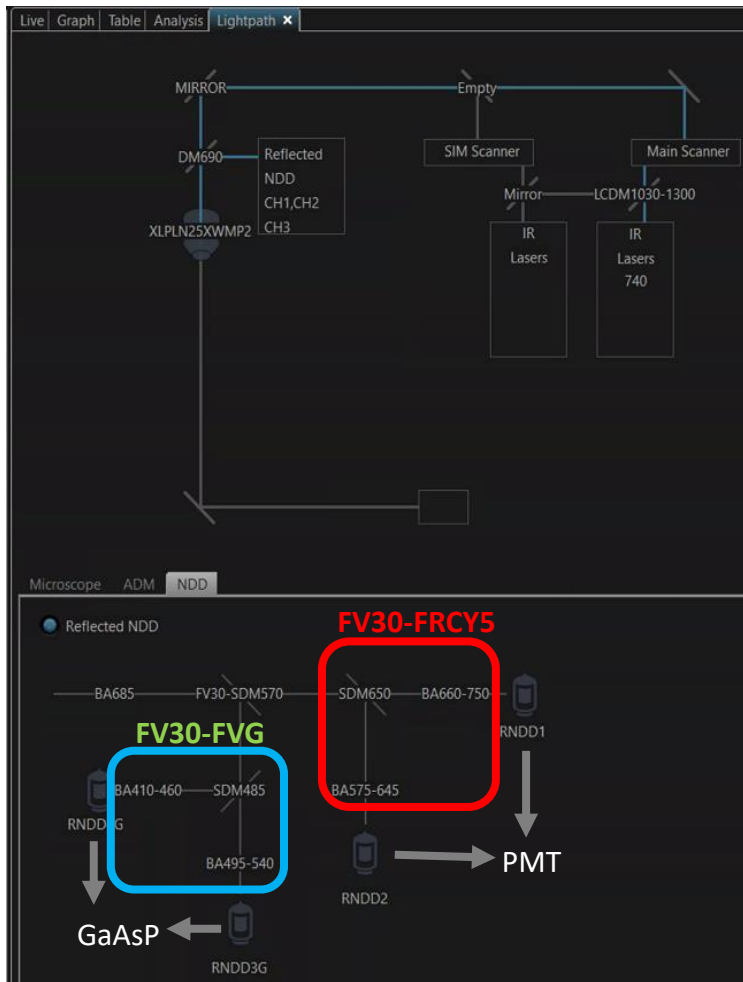 Live Graph Table Analysis Lightpath ×
MIRROR
Empty
DM690
Reflected
NDD
CH1,CH2
CH3
SIM Scanner
Main Scanner
Mirror
LCDM1030-1300
XLPLN25XWMP2
IR
Lasers
IR
Lasers
740
Microscope ADM NDD
Reflected NDD
FV30-FRCY5
BA685
FV30-SDM570
SDM650
BA660-750
FV30-FVG
RNDD1
BA410-460
SDM485
BA575-645
RNDD
G
BA495-540
PMT
RNDD2
GaAsP
RNDD3G